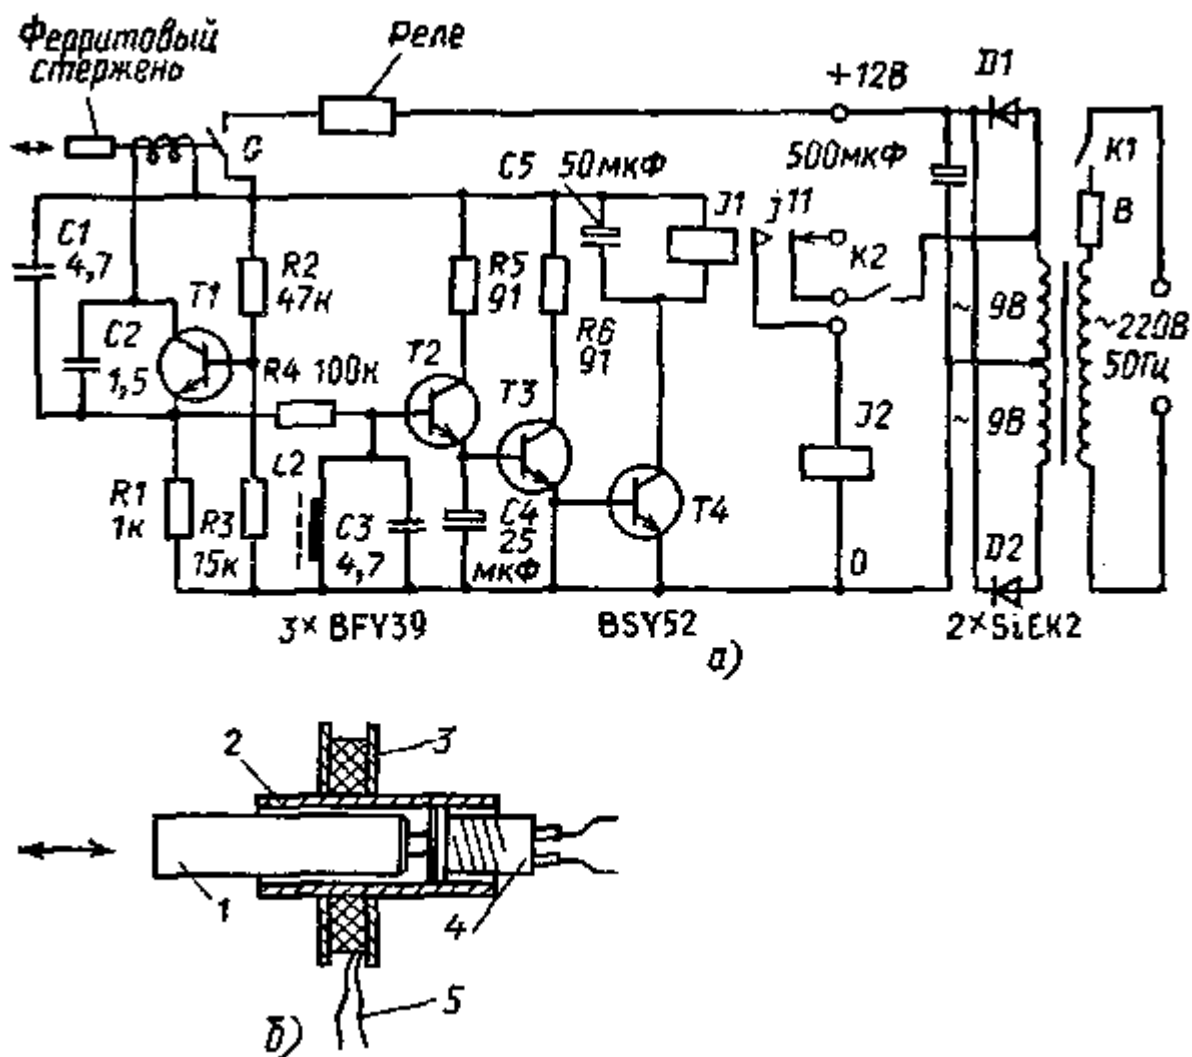 Ферритовый
стержень
Реле
G
+12В
D1
500мкФ
K1
B
C5
50мкФ
J1
j11
K2
C1
4,7
T1
R2
47к
R5
91
R6
91
~ 9В
~220В
50Гц
C2
1,5
R4 100к
T2
T3
T4
J2
~ 9В
L2
R1
1к
R3
15к
C3
4,7
C4
25
мкФ
0
D2
3× BFY39
BSY52
2×SiEK2
а)
2
3
1
4
5
б)